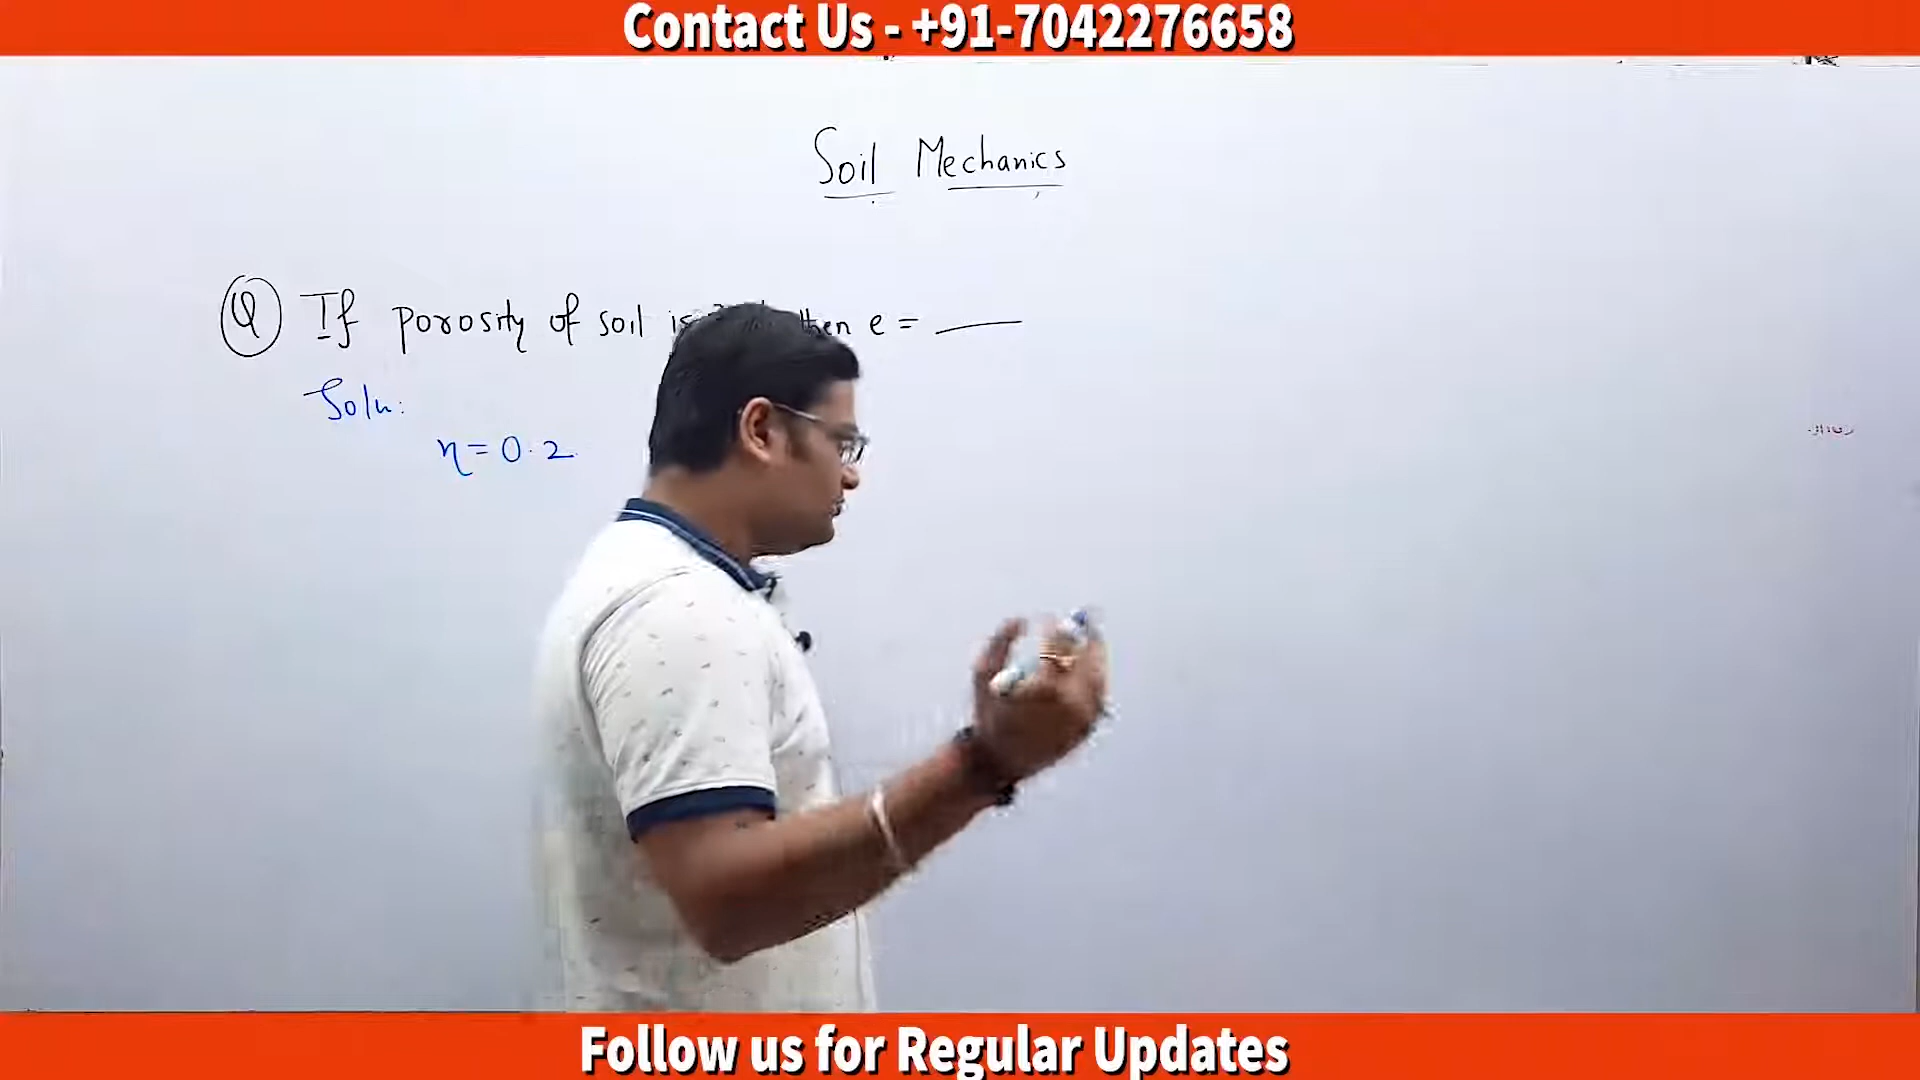 Contact Us - +91-7042276658
Soil Mechanics
Q If porosity of soil is then e =
Soln:
η = 0.2
Follow us for Regular Updates